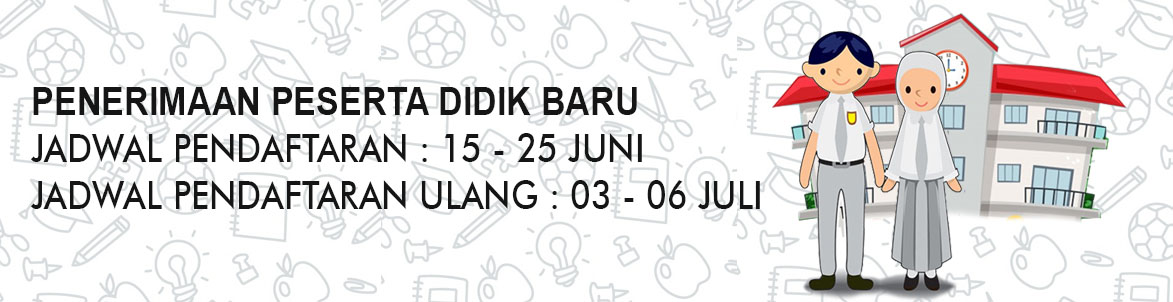 PENERIMAAN PESERTA DIDIK BARU
JADWAL PENDAFTARAN : 15 - 25 JUNI
JADWAL PENDAFTARAN ULANG : 03 - 06 JULI